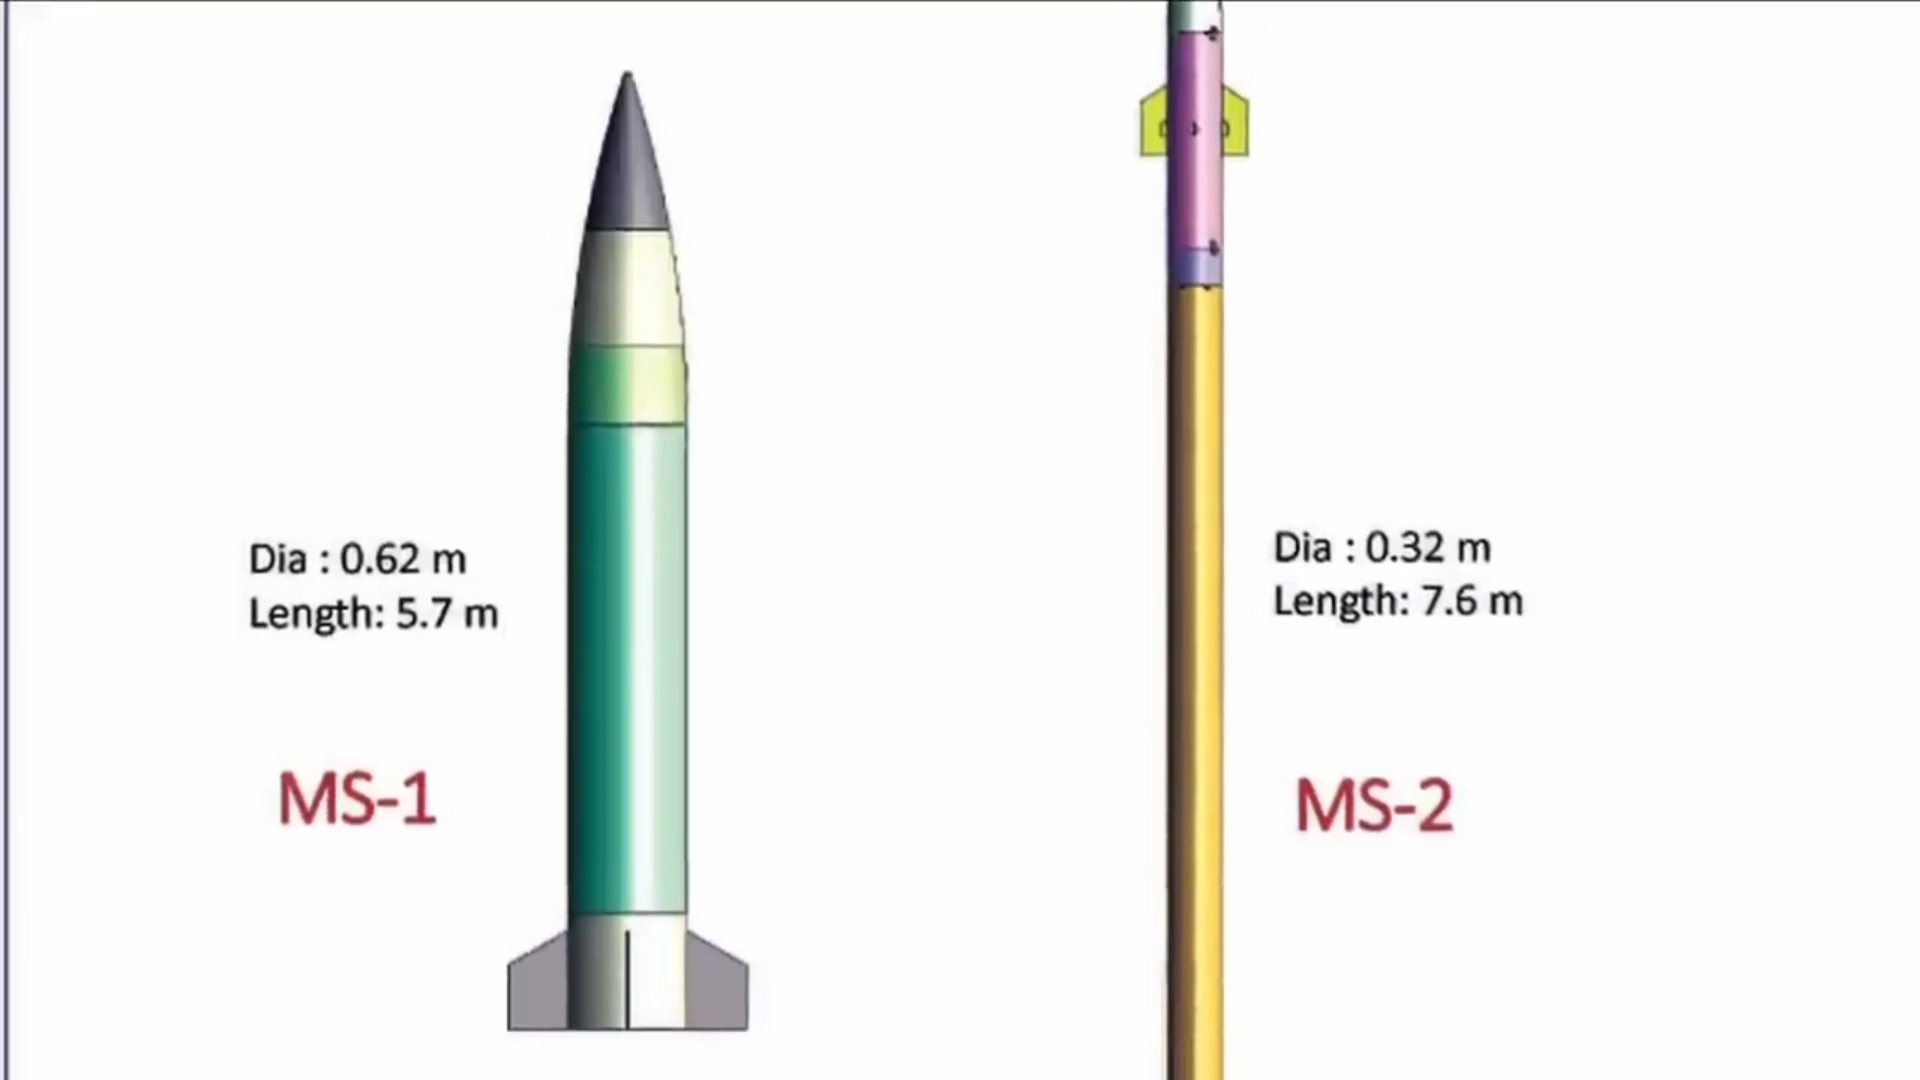 Dia : 0.62 m
Length: 5.7 m
MS-1
Dia : 0.32 m
Length: 7.6 m
MS-2